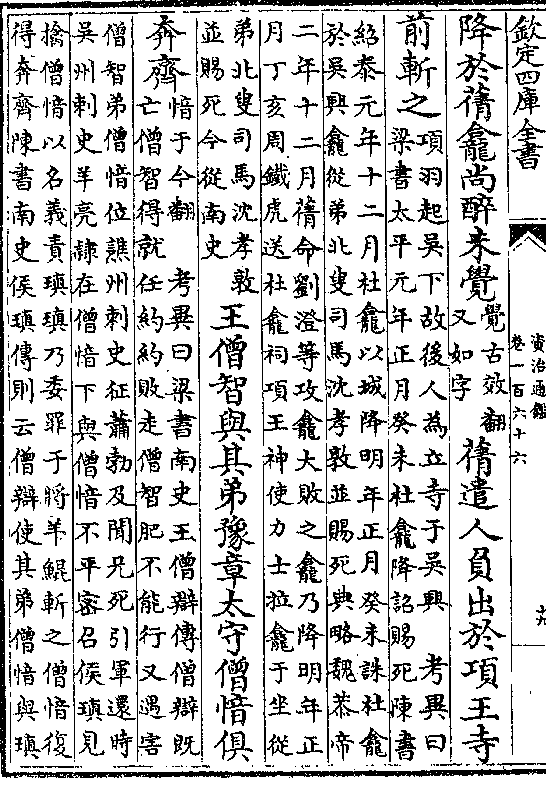 欽定四庫全書
資治通鑑
卷一百六十六
十九
降於蒨龕尚醉未覺覺古效翻又如字蒨遣人負出於項王寺
前斬之項羽起吳下故後人為立寺于吳興 考異曰
梁書太平元年正月癸未杜龕降詔賜死陳書
紹泰元年十二月杜龕以城降明年正月癸未誅杜龕
於吳興龕從弟北叟司馬沈孝敦並賜死典略魏恭帝
二年十二月蒨命劉澄等攻龕大敗之龕乃降明年正
月丁亥周鐵虎送杜龕祠項王神使力士拉龕于坐從
弟北叟司馬沈孝敦
並賜死今從南史
王僧智與其弟豫章太守僧愔俱
奔齊愔于今翻 考異曰梁書南史王僧辯傳僧辯既
亡僧智得就任約約敗走僧智肥不能行又遇害
僧智弟僧愔位譙州刺史征蕭勃及聞兄死引軍還時
吳州刺史羊亮隷在僧愔下與僧愔不平密召侯瑱見
擒僧愔以名義責瑱瑱乃委罪于將羊鯤斬之僧愔復
得奔齊陳書南史侯瑱傳則云僧辯使其弟僧愔與瑱